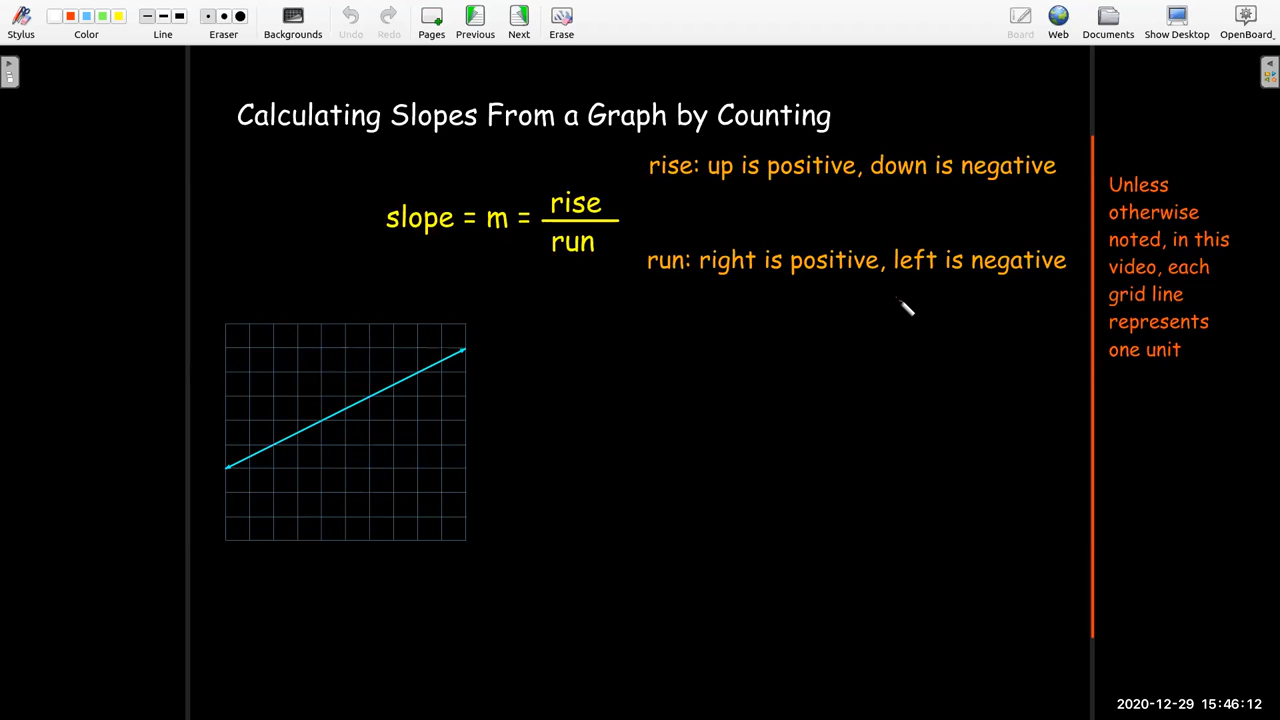 Stylus Color Line Eraser Backgrounds Undo Redo Pages Previous Next Erase Board Web Documents Show Desktop OpenBoard
Calculating Slopes From a Graph by Counting
rise: up is positive, down is negative
slope = m = rise
run
run: right is positive, left is negative
Unless
otherwise
noted, in this
video, each
grid line
represents
one unit
2020-12-29 15:46:12